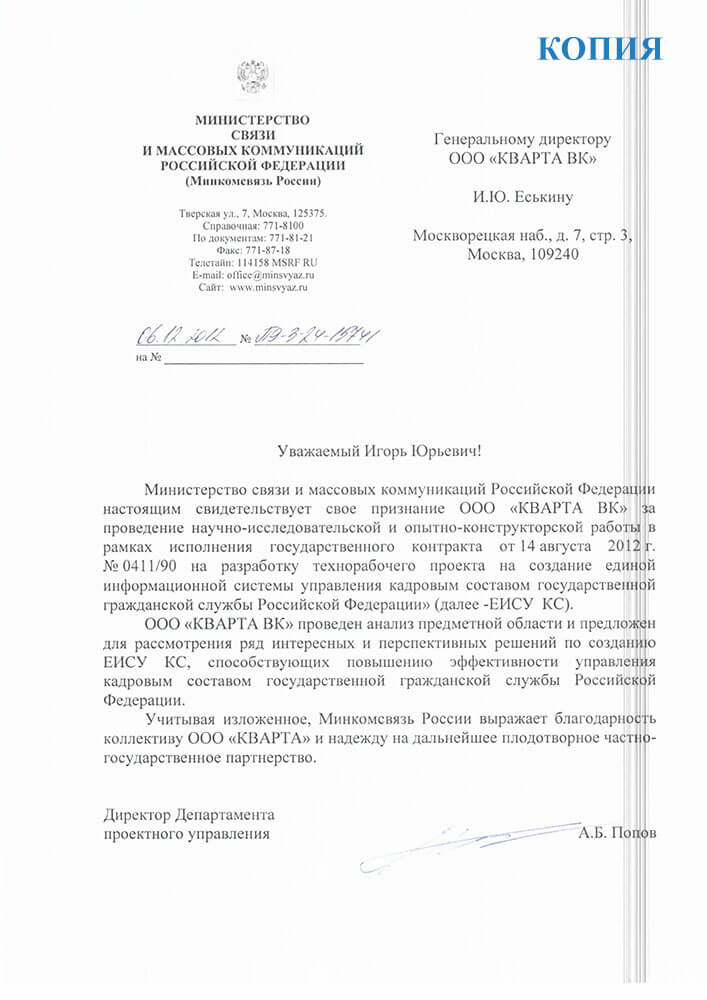 КОПИЯ
МИНИСТЕРСТВО
СВЯЗИ
И МАССОВЫХ КОММУНИКАЦИЙ
РОССИЙСКОЙ ФЕДЕРАЦИИ
(Минкомсвязь России)
Тверская ул., 7, Москва, 125375.
Справочная: 771-8100
По документам: 771-81-21
Факс: 771-87-18
Телетайп: 114158 MSRF RU
E-mail: office@minsvyaz.ru
Сайт: www.minsvyaz.ru
06.12.2012 № ПЭ-3-24-15741
на №
Генеральному директору
ООО «КВАРТА ВК»
И.Ю. Еськину
Москворецкая наб., д. 7, стр. 3,
Москва, 109240
Уважаемый Игорь Юрьевич!
Министерство связи и массовых коммуникаций Российской Федерации
настоящим свидетельствует свое признание ООО «КВАРТА ВК» за
проведение научно-исследовательской и опытно-конструкторской работы в
рамках исполнения государственного контракта от 14 августа 2012 г.
№ 0411/90 на разработку технорабочего проекта на создание единой
информационной системы управления кадровым составом государственной
гражданской службы Российской Федерации» (далее -ЕИСУ КС).
ООО «КВАРТА ВК» проведен анализ предметной области и предложен
для рассмотрения ряд интересных и перспективных решений по созданию
ЕИСУ КС, способствующих повышению эффективности управления
кадровым составом государственной гражданской службы Российской
Федерации.
Учитывая изложенное, Минкомсвязь России выражает благодарность
коллективу ООО «КВАРТА» и надежду на дальнейшее плодотворное частно-
государственное партнерство.
Директор Департамента
проектного управления
А.Б. Попов